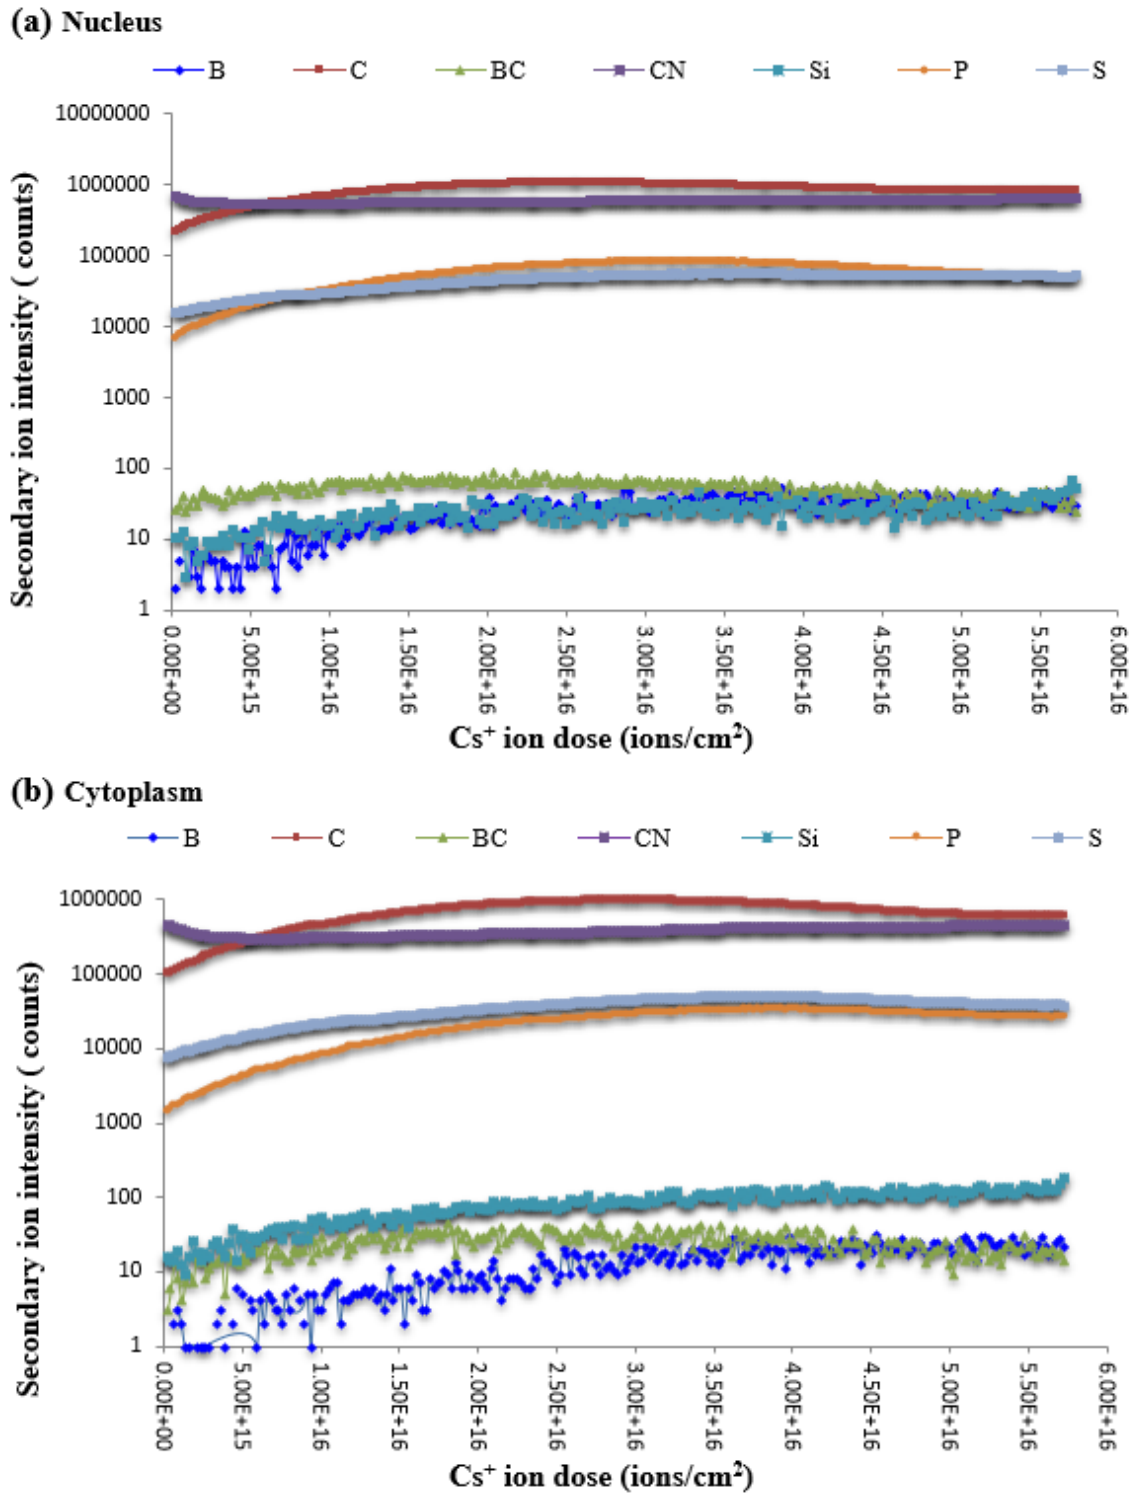 (a) Nucleus
B C BC CN Si P S
10000000
1000000
100000
10000
1000
100
10
1
Secondary ion intensity ( counts)
0.00E+00 5.00E+15 1.00E+16 1.50E+16 2.00E+16 2.50E+16 3.00E+16 3.50E+16 4.00E+16 4.50E+16 5.00E+16 5.50E+16 6.00E+16
Cs⁺ ion dose (ions/cm²)
(b) Cytoplasm
B C BC CN Si P S
1000000
100000
10000
1000
100
10
1
Secondary ion intensity ( counts)
0.00E+00 5.00E+15 1.00E+16 1.50E+16 2.00E+16 2.50E+16 3.00E+16 3.50E+16 4.00E+16 4.50E+16 5.00E+16 5.50E+16 6.00E+16
Cs⁺ ion dose (ions/cm²)